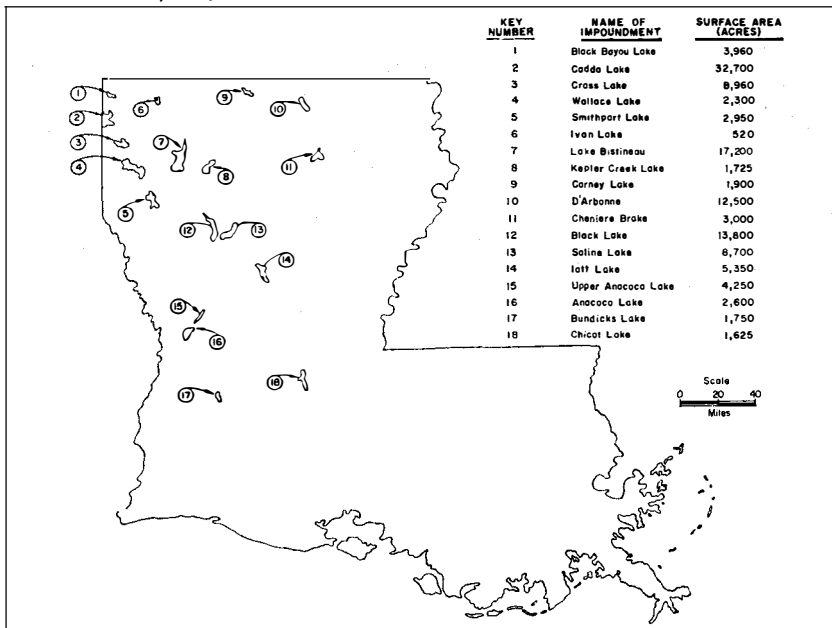 KEY NUMBER NAME OF IMPOUNDMENT SURFACE AREA (ACRES)
1 Black Bayou Lake 3,960
2 Caddo Lake 32,700
3 Cross Lake 8,960
4 Wallace Lake 2,300
5 Smithport Lake 2,950
6 Ivan Lake 520
7 Lake Bistineau 17,200
8 Kepler Creek Lake 1,725
9 Corney Lake 1,900
10 D'Arbonne 12,500
11 Cheniere Brake 3,000
12 Black Lake 13,800
13 Saline Lake 8,700
14 Iatt Lake 5,350
15 Upper Anacoco Lake 4,250
16 Anacoco Lake 2,600
17 Bundicks Lake 1,750
18 Chicot Lake 1,625
1
9
6
10
2
3
7
4
11
8
5
12
13
14
15
16
18
17
Scale
0 20 40
Miles